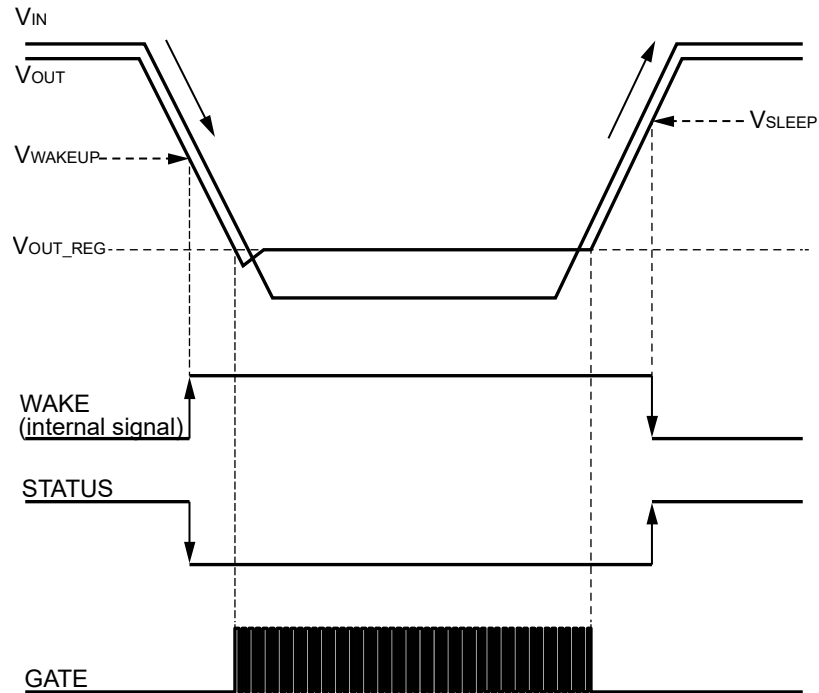 VIN
VOUT
VSLEEP
VWAKEUP
VOUT_REG
WAKE
(internal signal)
STATUS
GATE